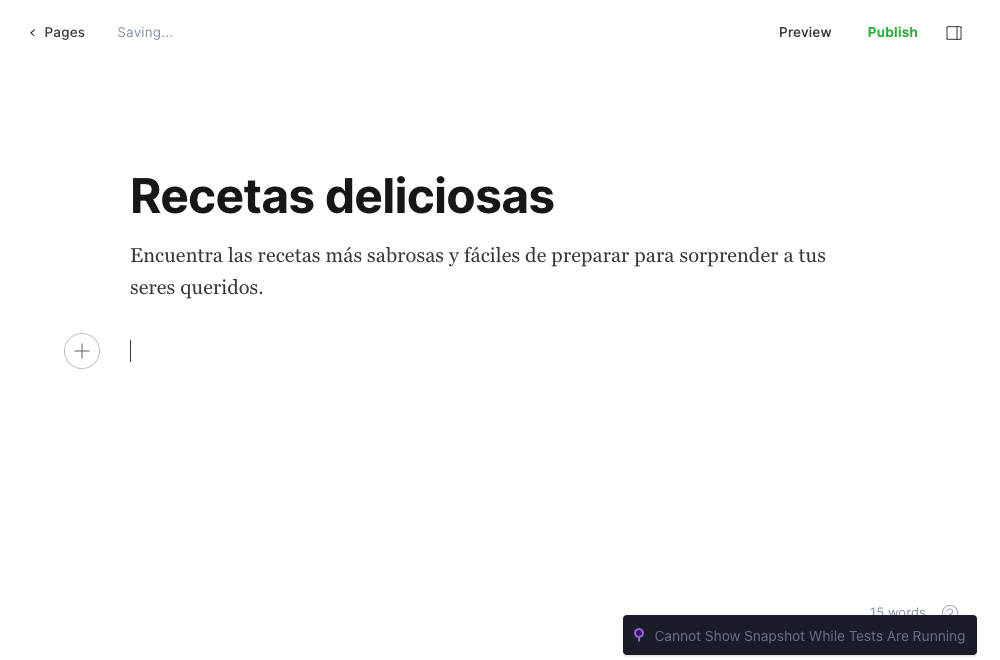 Pages
Saving...
Preview
Publish
Recetas deliciosas
Encuentra las recetas más sabrosas y fáciles de preparar para sorprender a tus
seres queridos.
15 words
Cannot Show Snapshot While Tests Are Running